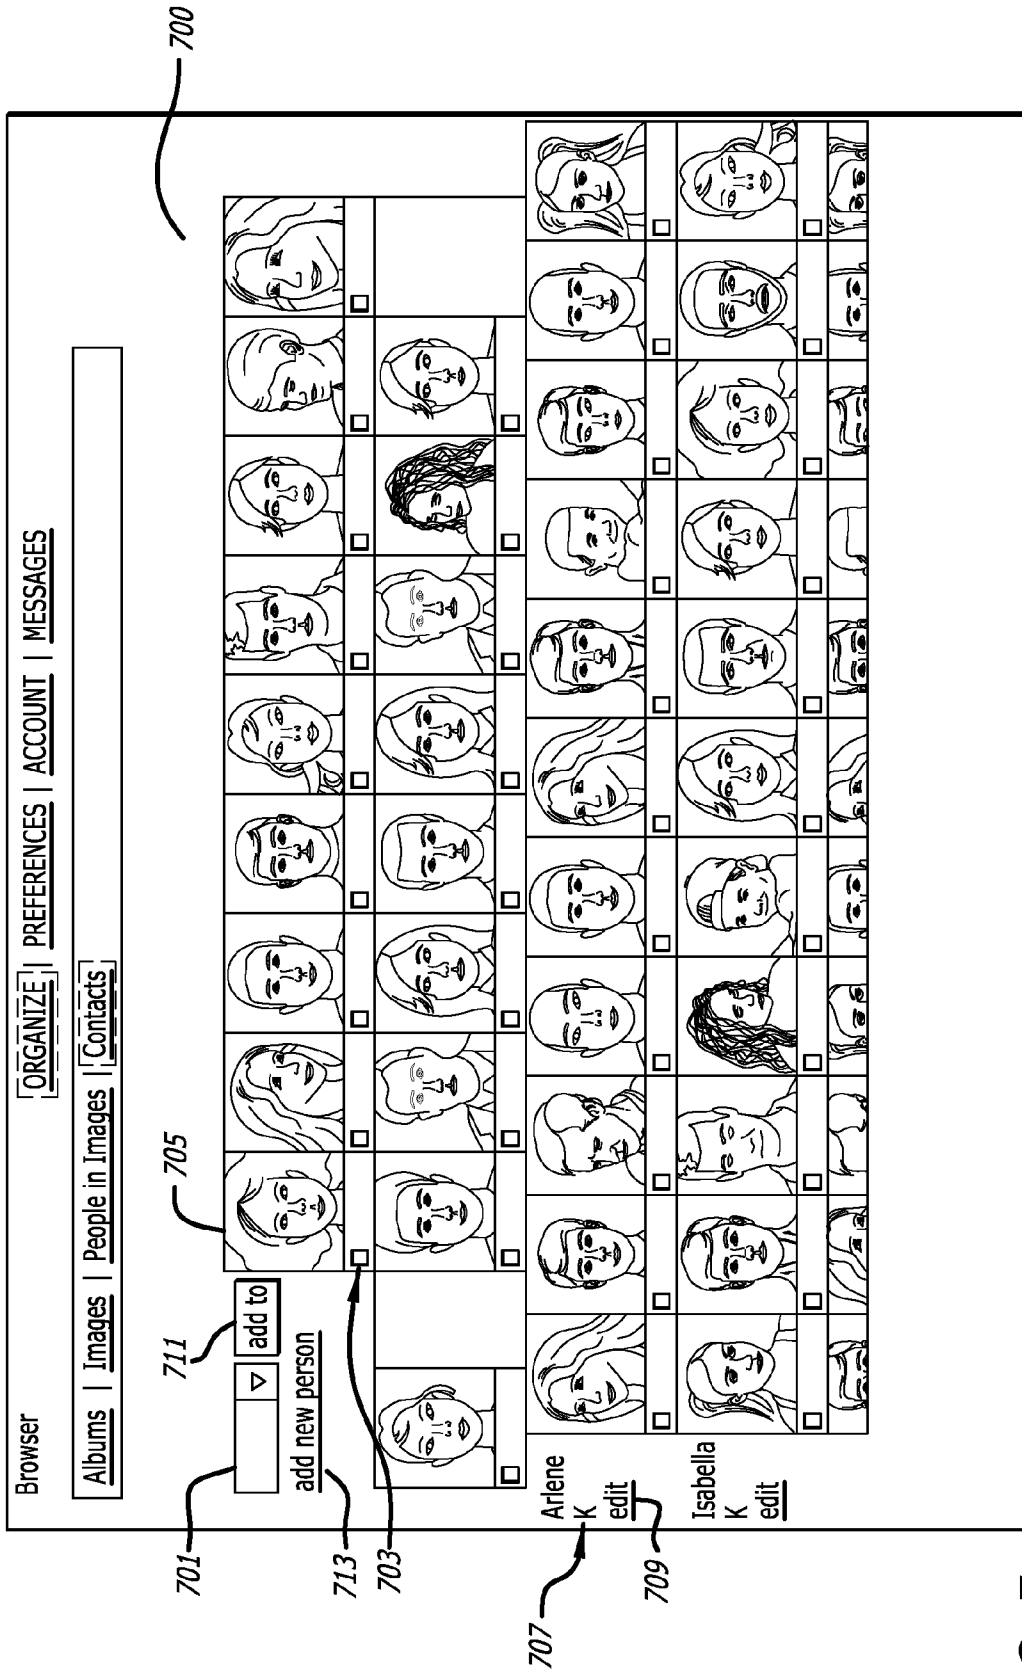 700
Browser
[ORGANIZE] | PREFERENCES | ACCOUNT | MESSAGES
Albums | Images | People in Images | Contacts
701
711
705
add to
add new person
713
703
707
Arlene
K
edit
709
Isabella
K
edit